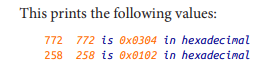 This prints the following values:
772 772 is 0x0304 in hexadecimal
258 258 is 0x0102 in hexadecimal